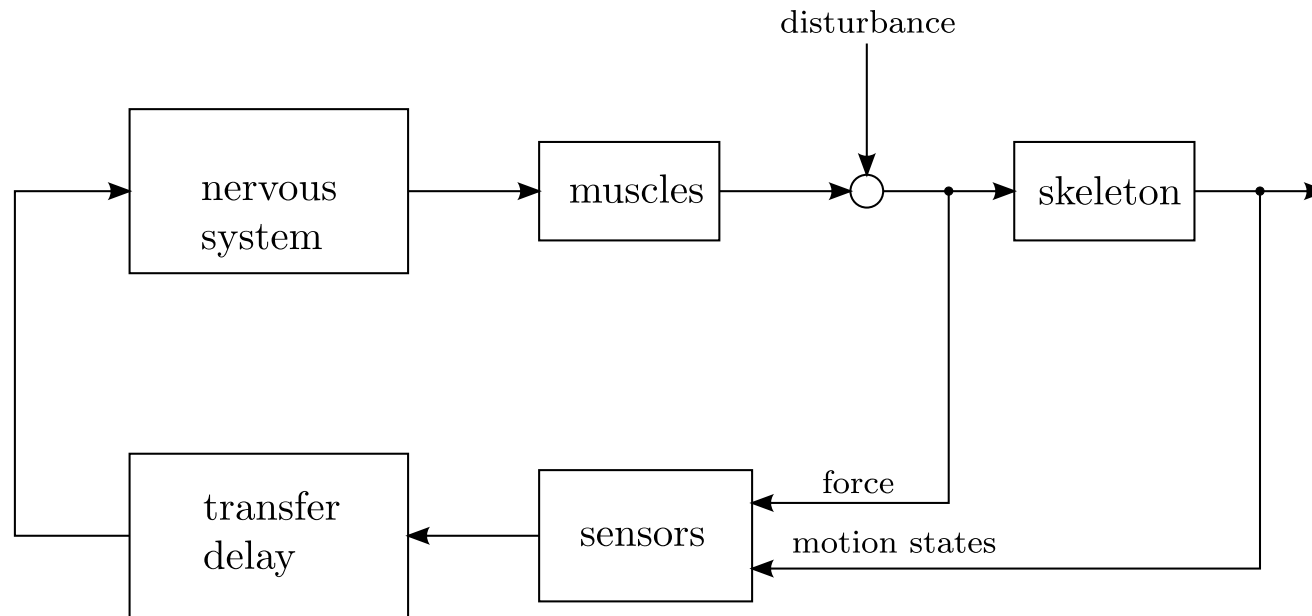 disturbance
nervous
system
muscles
skeleton
force
transfer
delay
sensors
motion states